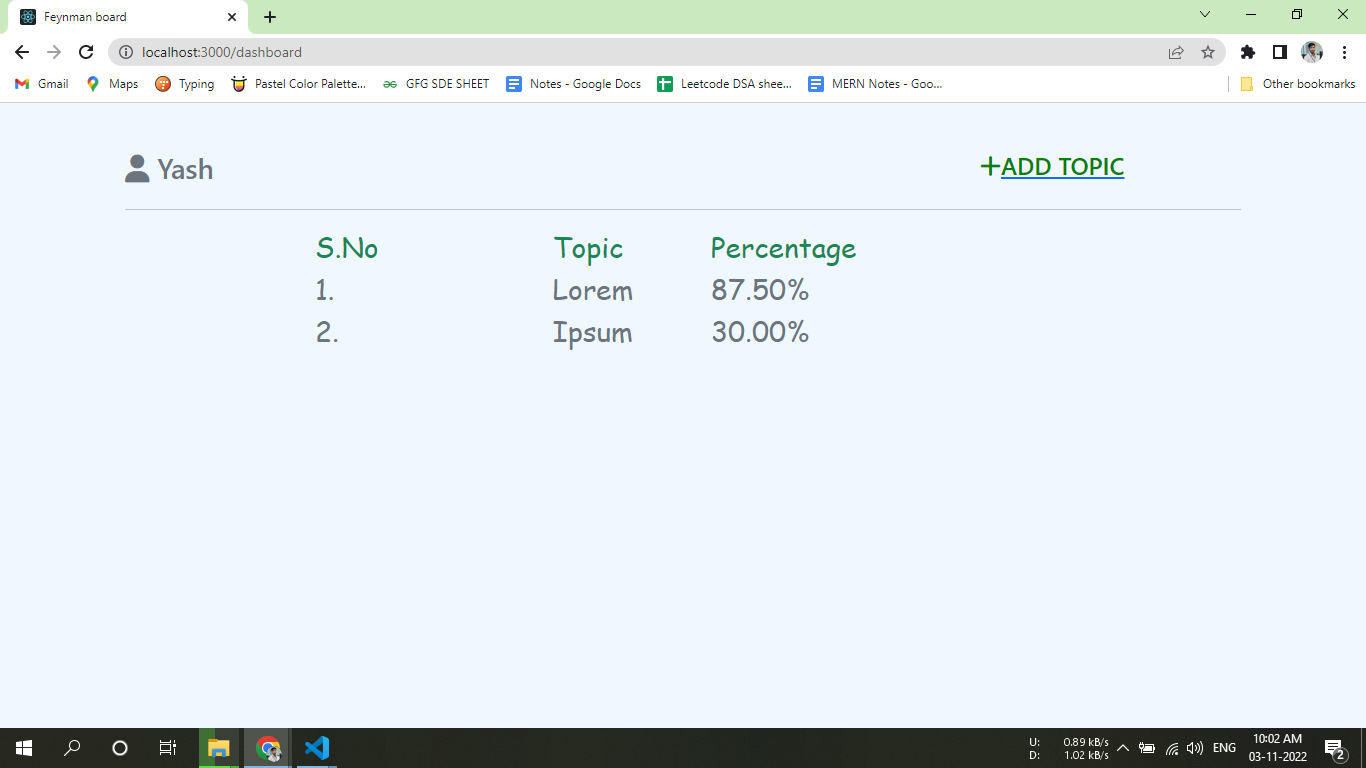 Feynman board
localhost:3000/dashboard
Gmail Maps Typing Pastel Color Palette... GFG SDE SHEET Notes - Google Docs Leetcode DSA shee... MERN Notes - Goo... Other bookmarks
Yash +ADD TOPIC
S.No Topic Percentage
1. Lorem 87.50%
2. Ipsum 30.00%
U: 0.89 kB/s
D: 1.02 kB/s
ENG
10:02 AM
03-11-2022
2